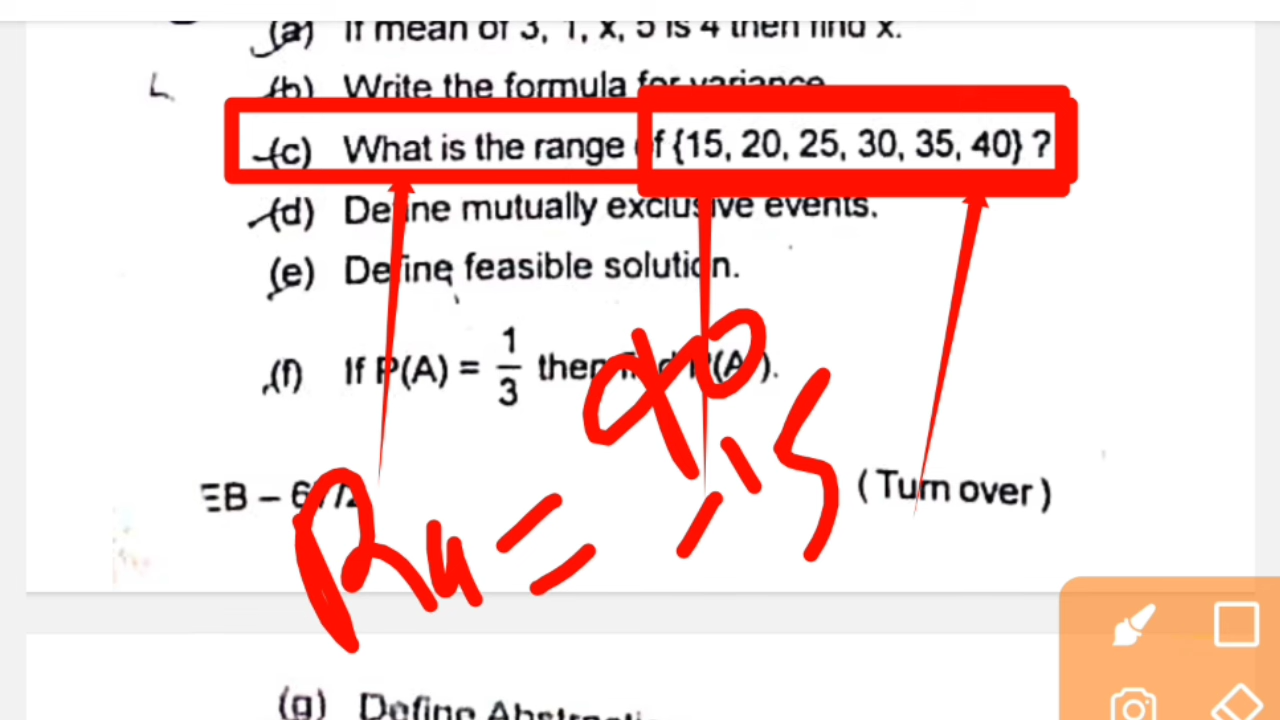 (a) If mean of 3, 1, x, 5 is 4 then find x.
(b) Write the formula for variance.
(c) What is the range of {15, 20, 25, 30, 35, 40} ?
(d) Define mutually exclusive events.
(e) Define feasible solution.
(f) If P(A) = 1/3 then find
40
= - 15
EB – (Turn over)
(g) Define